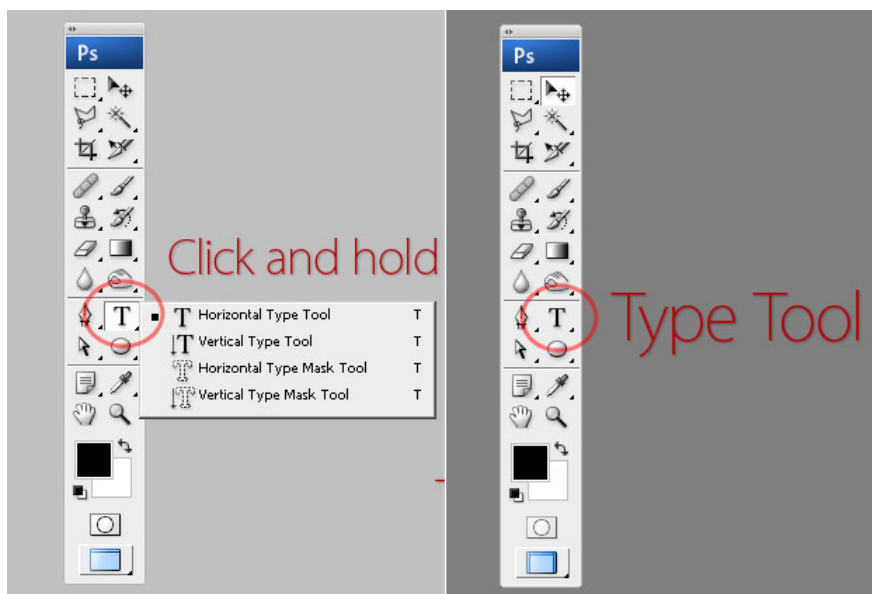 Ps
Click and hold
T
T Horizontal Type Tool T
T Vertical Type Tool T
T Horizontal Type Mask Tool T
T Vertical Type Mask Tool T
Ps
T
Type Tool